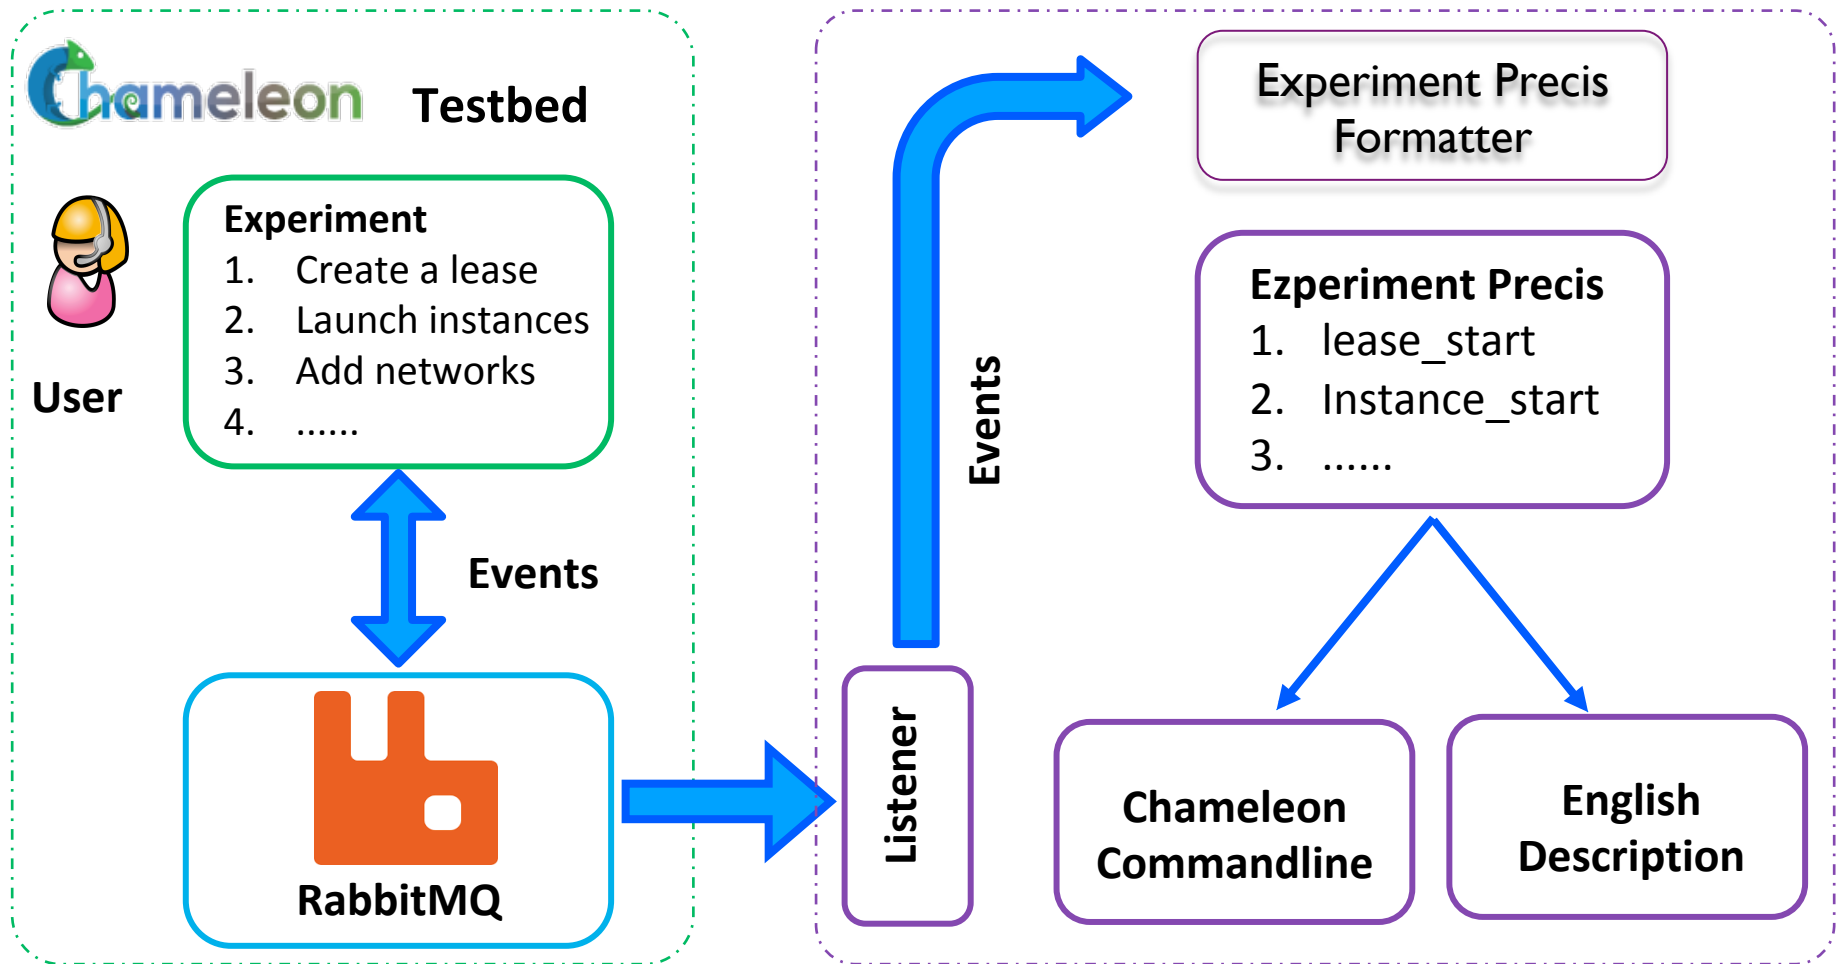 Chameleon Testbed
Experiment
1. Create a lease
2. Launch instances
3. Add networks
4. ......
User
Events
RabbitMQ
Listener
Events
Experiment Precis
Formatter
Ezperiment Precis
1. lease_start
2. Instance_start
3. ......
Chameleon
Commandline
English
Description